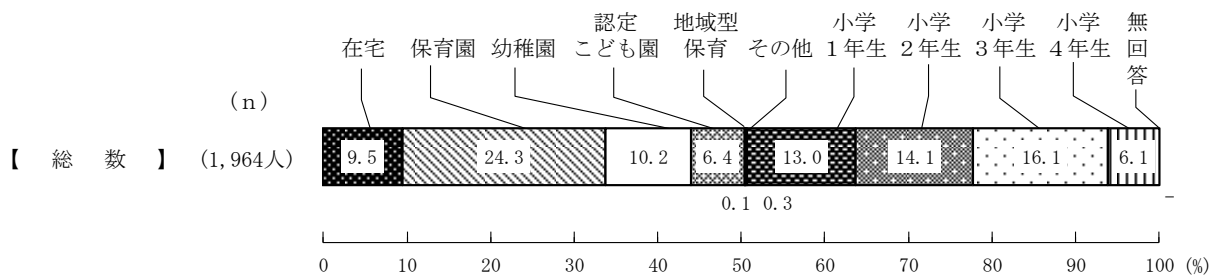 認定 地域型 小学 小学 小学 小学 無
在宅 保育園 幼稚園 こども園 保育 その他 1年生 2年生 3年生 4年生 回
答
(n)
【 総 数 】 (1,964人) 9.5 24.3 10.2 6.4 13.0 14.1 16.1 6.1
0.1 0.3 -
0 10 20 30 40 50 60 70 80 90 100 (%)